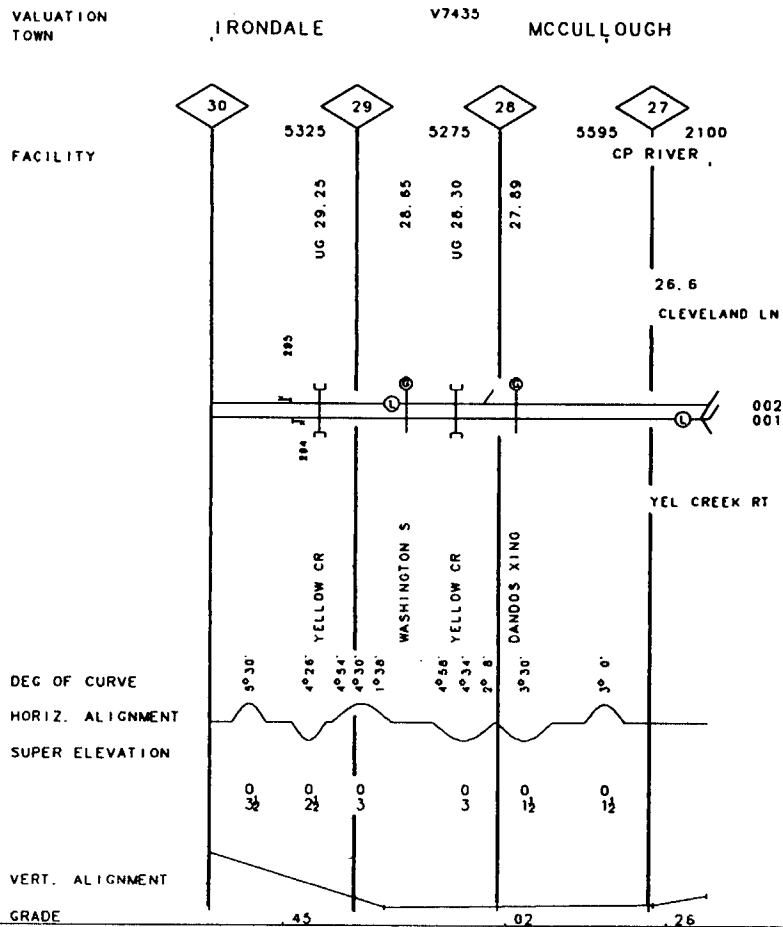 VALUATION V7435
TOWN IRONDALE MCCULLOUGH
30 29 28 27
5325 5275 5595 2100
FACILITY CP RIVER
UG 29.25 28.65 UG 28.30 27.89
26.6
CLEVELAND LN
295
G G
L 002
L 001
294
YEL CREEK RT
YELLOW CR WASHINGTON S YELLOW CR DANDOS XING
DEG OF CURVE 5°30' 4°26' 4°54' 4°30' 1°38' 4°58' 4°34' 2°8' 3°30' 3°0'
HORIZ. ALIGNMENT
SUPER ELEVATION
0 0 0 0 0 0
3½ 2½ 3 3 1½ 1½
VERT. ALIGNMENT
GRADE .45 .02 .26